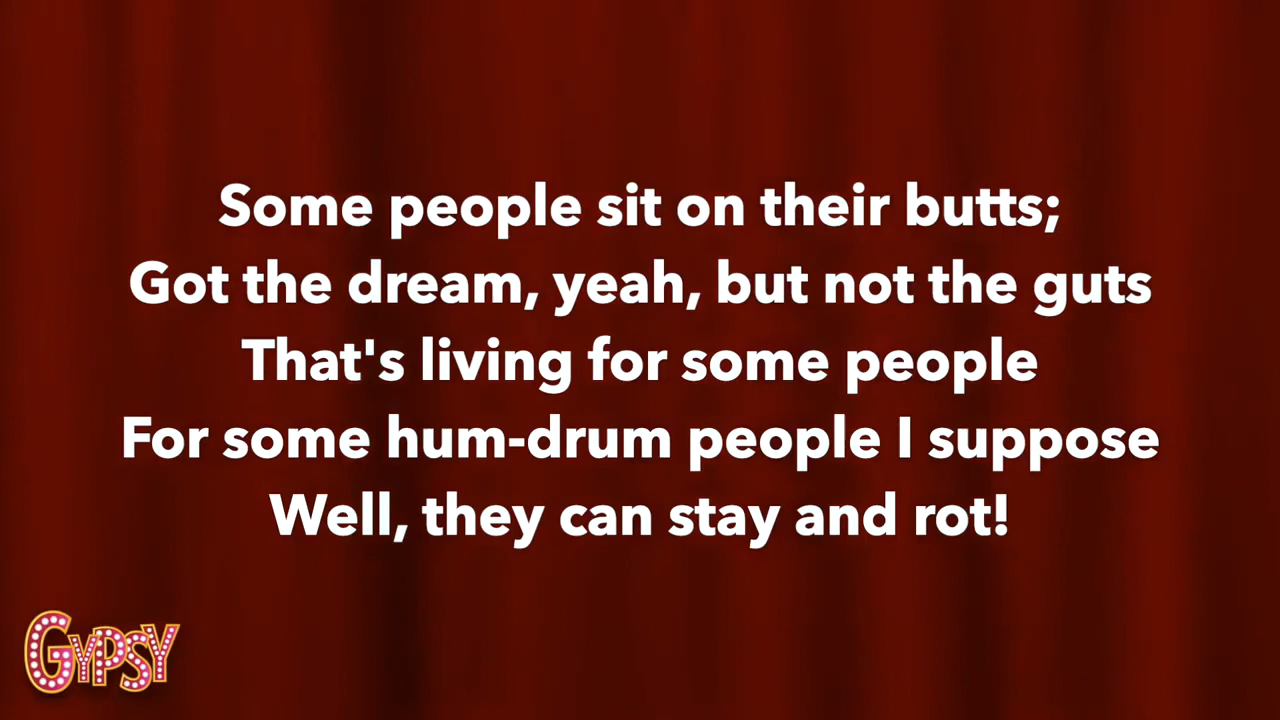 Some people sit on their butts;
Got the dream, yeah, but not the guts
That's living for some people
For some hum-drum people I suppose
Well, they can stay and rot!
GYPSY